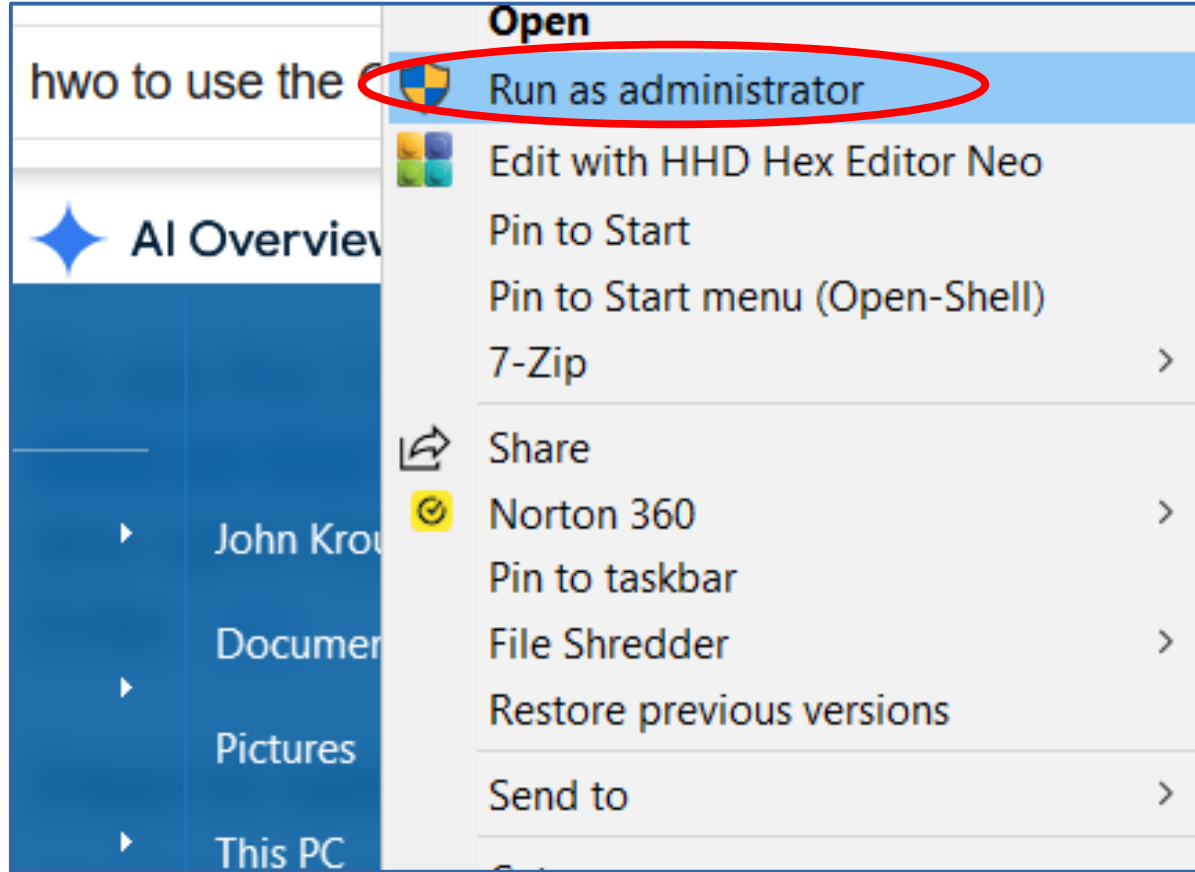 hwo to use the
AI Overview
John Krou
Documen
Pictures
This PC
Open
Run as administrator
Edit with HHD Hex Editor Neo
Pin to Start
Pin to Start menu (Open-Shell)
7-Zip
Share
Norton 360
Pin to taskbar
File Shredder
Restore previous versions
Send to